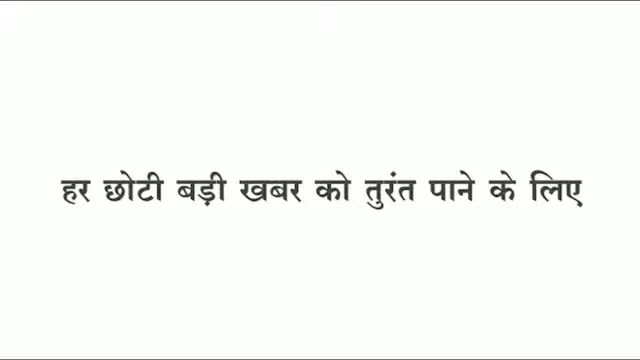 हर छोटी बड़ी खबर को तुरंत पाने के लिए